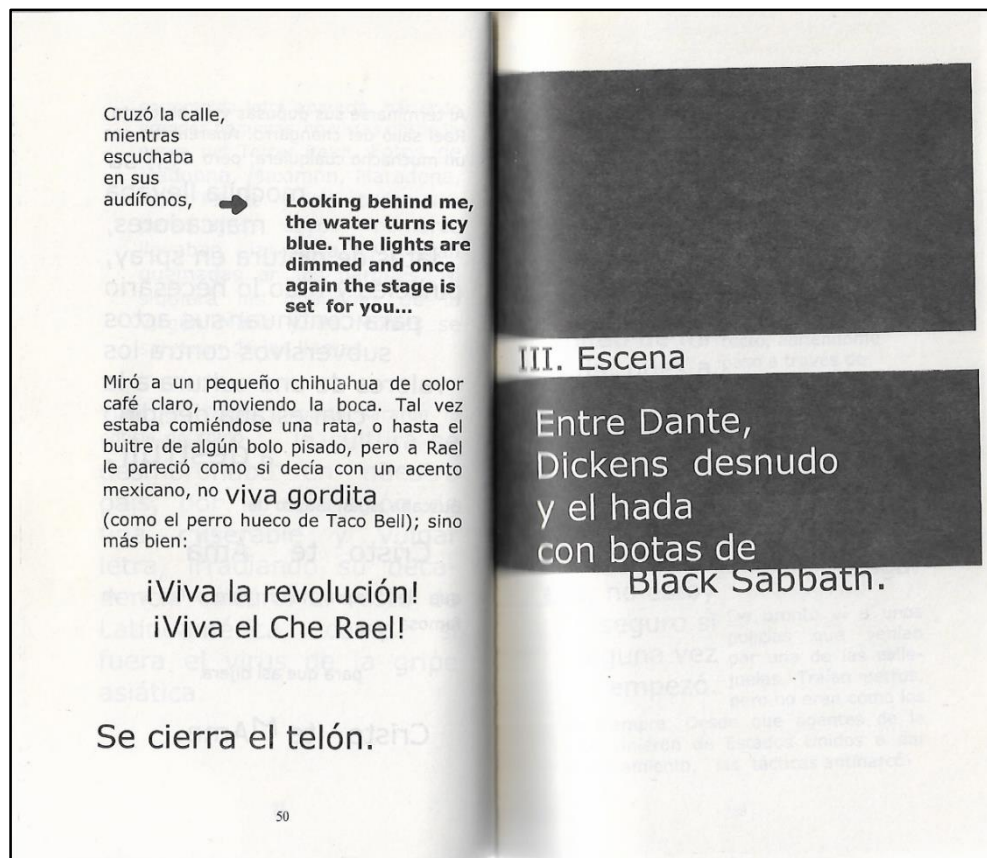 Cruzó la calle,
mientras
escuchaba
en sus
audífonos,
Looking behind me,
the water turns icy
blue. The lights are
dimmed and once
again the stage is
set for you...
Miró a un pequeño chihuahua de color
café claro, moviendo la boca. Tal vez
estaba comiéndose una rata, o hasta el
buitre de algún bolo pisado, pero a Rael
le pareció como si decía con un acento
mexicano, no viva gordita
(como el perro hueco de Taco Bell); sino
más bien:
¡Viva la revolución!
¡Viva el Che Rael!
Se cierra el telón.
50
III. Escena
Entre Dante,
Dickens desnudo
y el hada
con botas de
Black Sabbath.